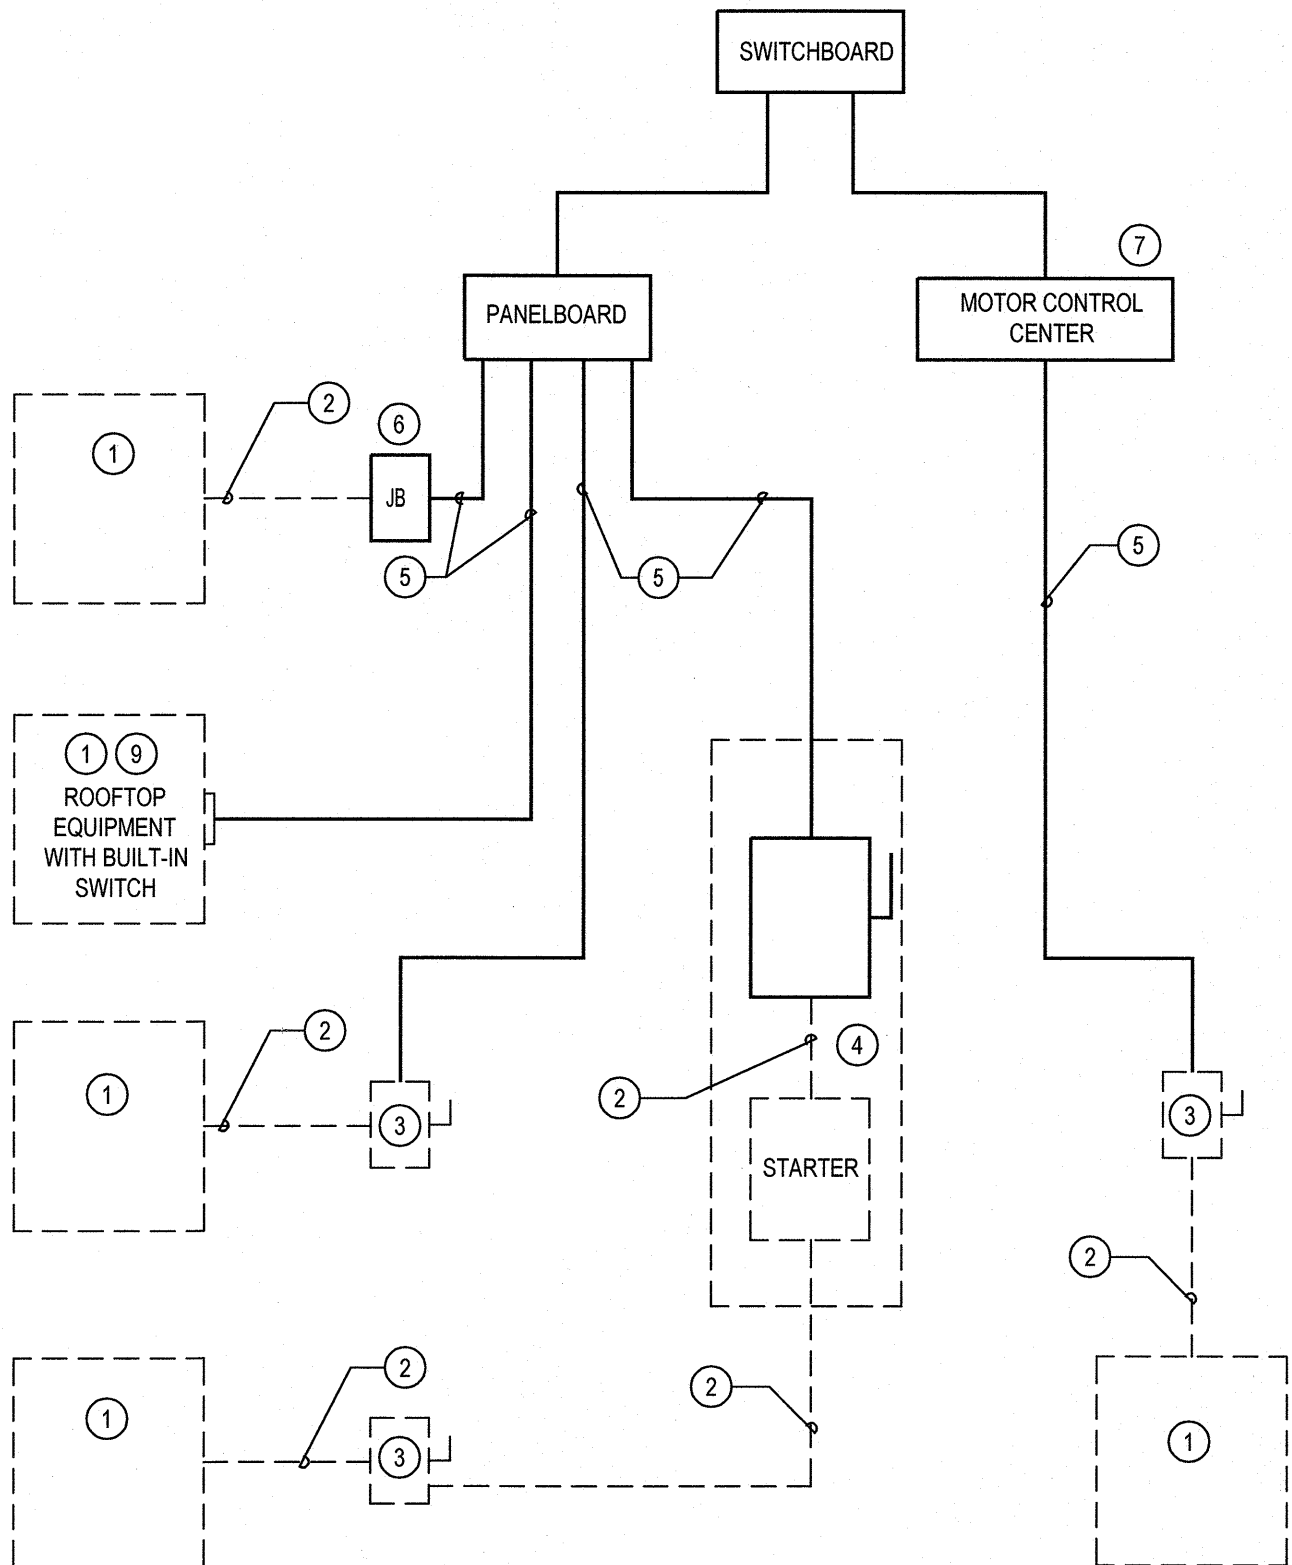 SWITCHBOARD
7
PANELBOARD
MOTOR CONTROL
CENTER
2
6
1
JB
5
5
5
1 9
ROOFTOP
EQUIPMENT
WITH BUILT-IN
SWITCH
2
4
1
3
2
3
STARTER
2
2
2
1
3
1